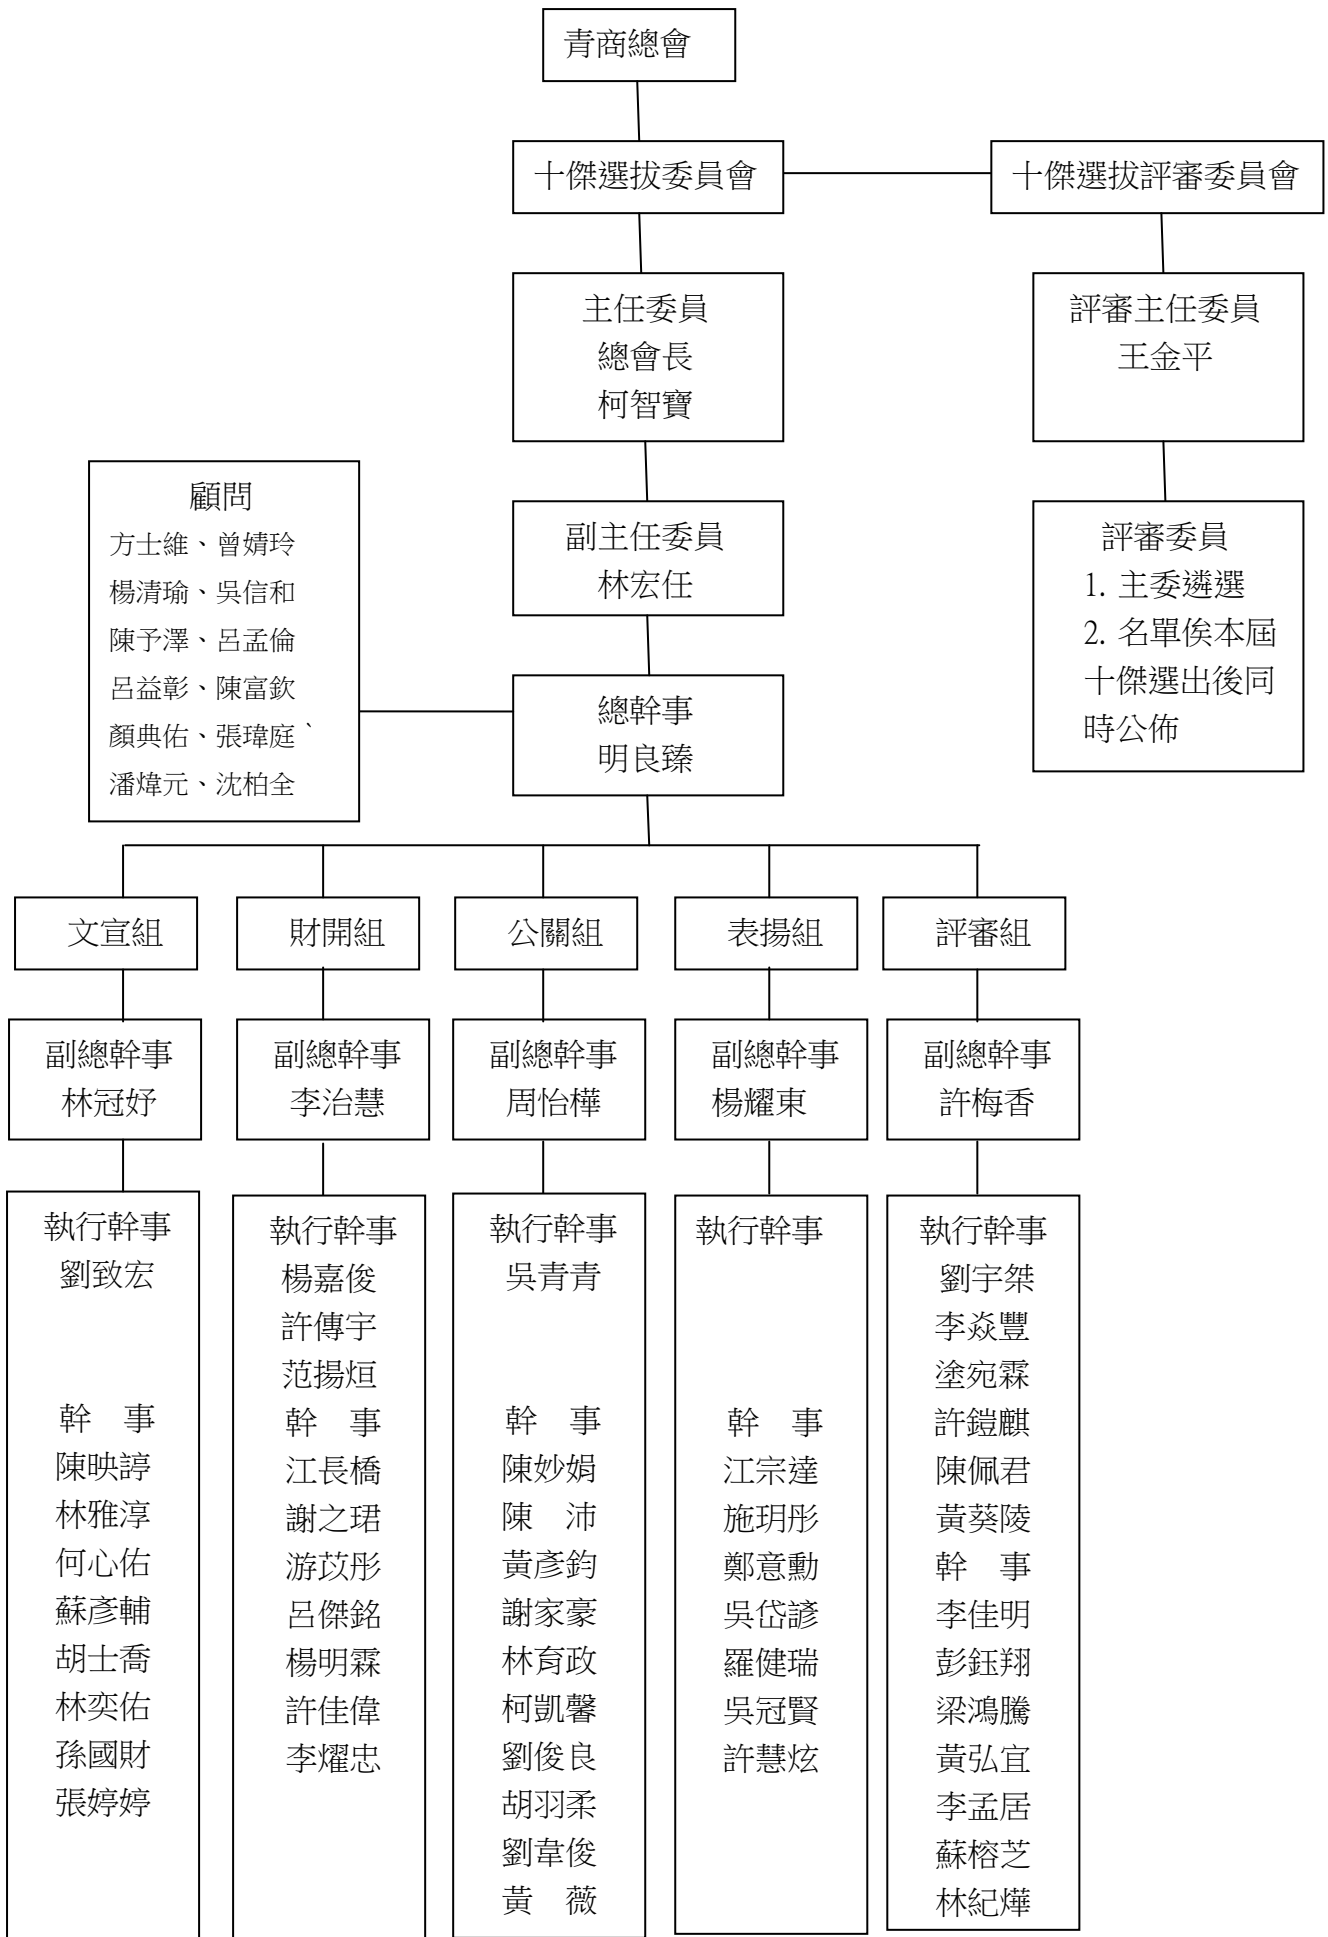 青商總會
十傑選拔委員會
十傑選拔評審委員會
主任委員
總會長
柯智寶
評審主任委員
王金平
顧問
方士維、曾婧玲
楊清瑜、吳信和
陳予澤、呂孟倫
呂益彰、陳富欽
顏典佑、張瑋庭`
潘煒元、沈柏全
副主任委員
林宏任
評審委員
1. 主委遴選
2. 名單俟本屆
十傑選出後同
時公佈
總幹事
明良臻
文宣組
財開組
公關組
表揚組
評審組
副總幹事
林冠妤
副總幹事
李治慧
副總幹事
周怡樺
副總幹事
楊耀東
副總幹事
許梅香
執行幹事
劉致宏
幹　事
陳映諄
林雅淳
何心佑
蘇彥輔
胡士喬
林奕佑
孫國財
張婷婷
執行幹事
楊嘉俊
許傳宇
范揚烜
幹　事
江長橋
謝之珺
游苡彤
呂傑銘
楊明霖
許佳偉
李燿忠
執行幹事
吳青青
幹　事
陳妙娟
陳　沛
黃彥鈞
謝家豪
林育政
柯凱馨
劉俊良
胡羽柔
劉韋俊
黃　薇
執行幹事
幹　事
江宗達
施玥彤
鄭意勳
吳岱諺
羅健瑞
吳冠賢
許慧炫
執行幹事
劉宇桀
李焱豐
塗宛霖
許鎧麒
陳佩君
黃葵陵
幹　事
李佳明
彭鈺翔
梁鴻騰
黃弘宜
李孟居
蘇榕芝
林紀燁